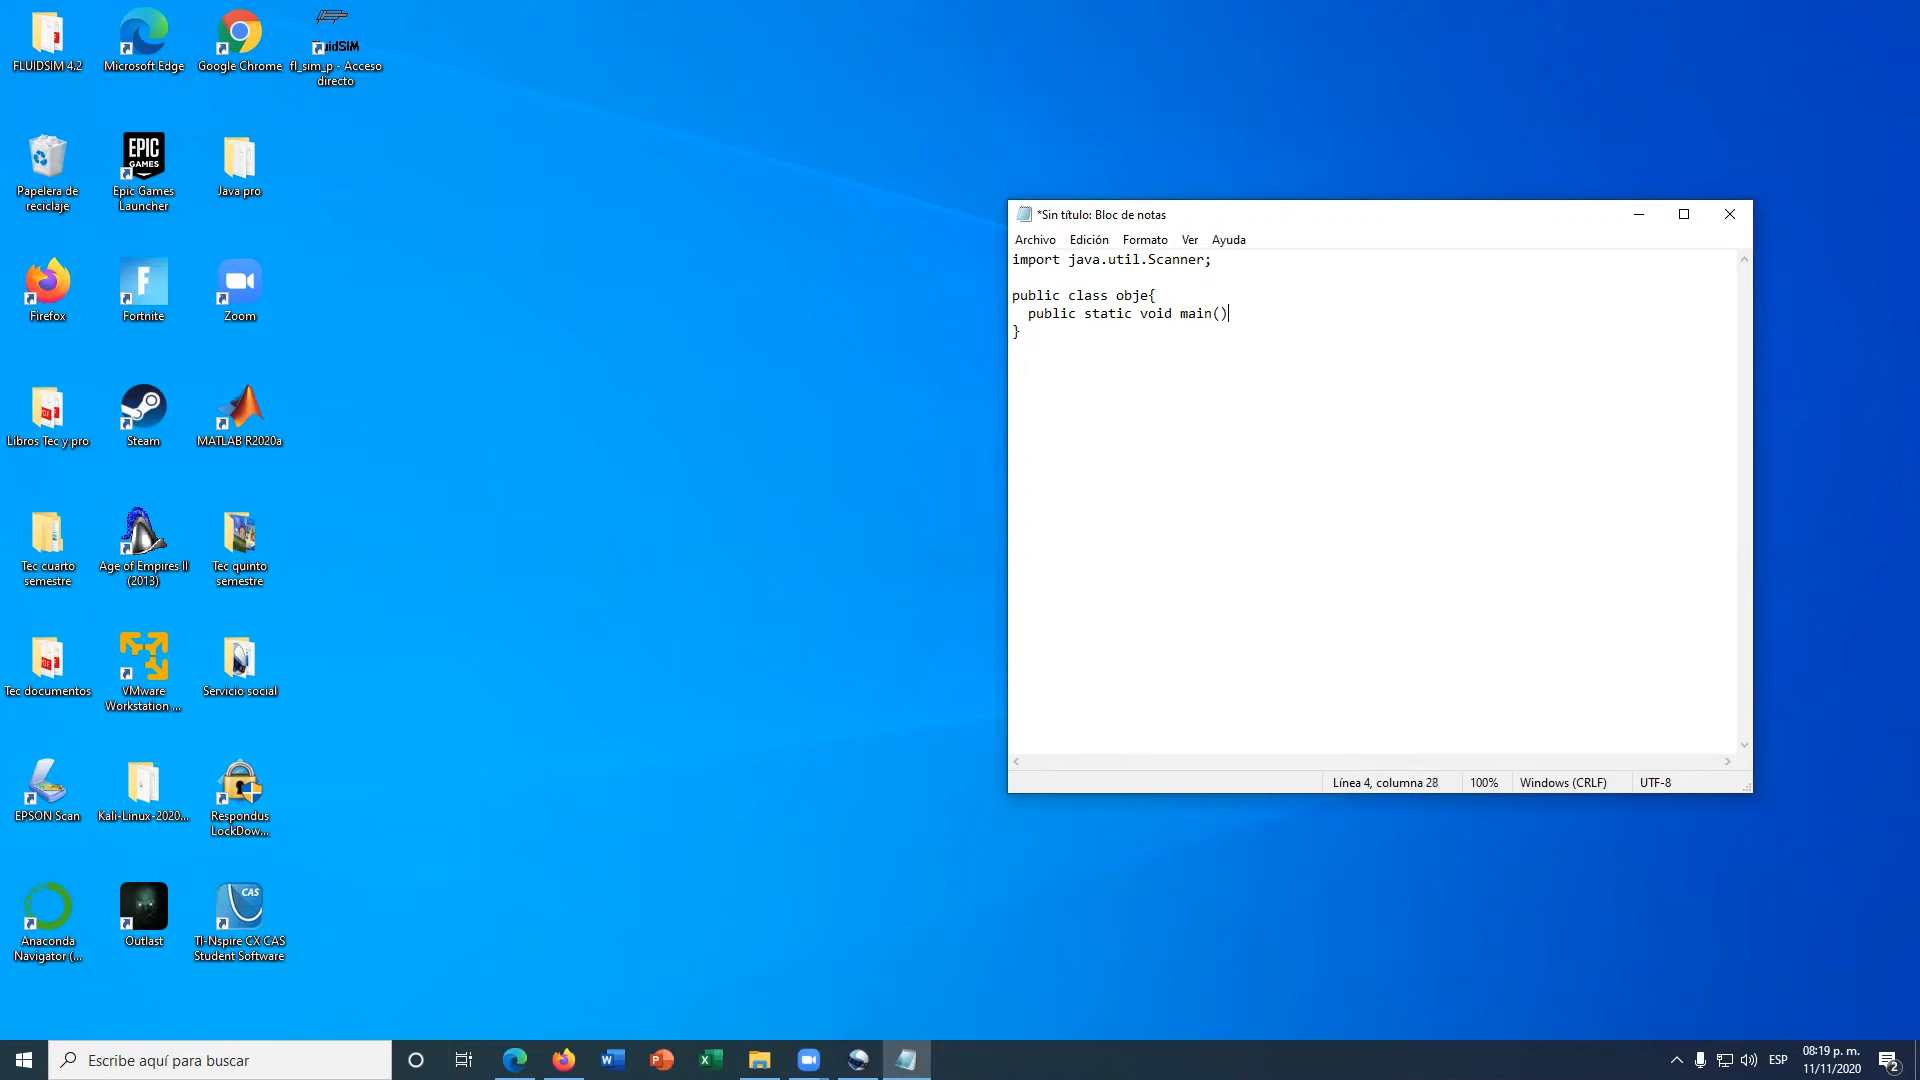 FLUIDSIM 4.2
Microsoft Edge
Google Chrome
FluidSIM
fl_sim_p - Acceso
directo
Papelera de
reciclaje
EPIC
GAMES
Epic Games
Launcher
Java pro
Firefox
Fortnite
Zoom
Libros Tec y pro
Steam
MATLAB R2020a
Tec cuarto
semestre
Age of Empires II
(2013)
Tec quinto
semestre
Tec documentos
VMware
Workstation ...
Servicio social
EPSON Scan
Kali-Linux-2020...
Respondus
LockDow...
Anaconda
Navigator (...
Outlast
CAS
TI-Nspire CX CAS
Student Software
*Sin título: Bloc de notas
Archivo Edición Formato Ver Ayuda
import java.util.Scanner;
public class obje{
public static void main()
}
Línea 4, columna 28 100% Windows (CRLF) UTF-8
Escribe aquí para buscar
ESP
08:19 p. m.
11/11/2020
2